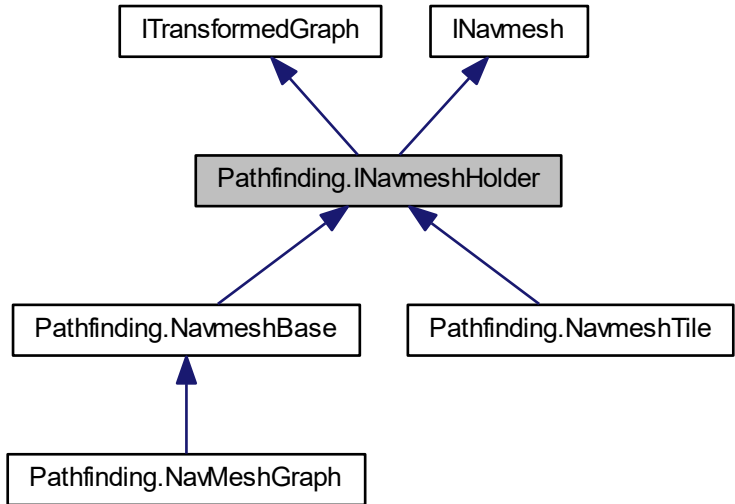 ITransformedGraph
INavmesh
Pathfinding.INavmeshHolder
Pathfinding.NavmeshBase
Pathfinding.NavmeshTile
Pathfinding.NavMeshGraph